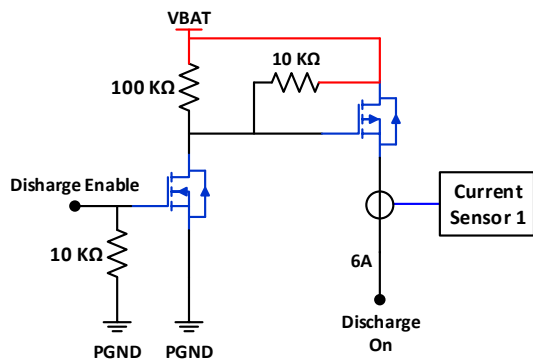 VBAT
10 KΩ
100 KΩ
Disharge Enable
Current
Sensor 1
10 KΩ
6A
Discharge
On
PGND
PGND